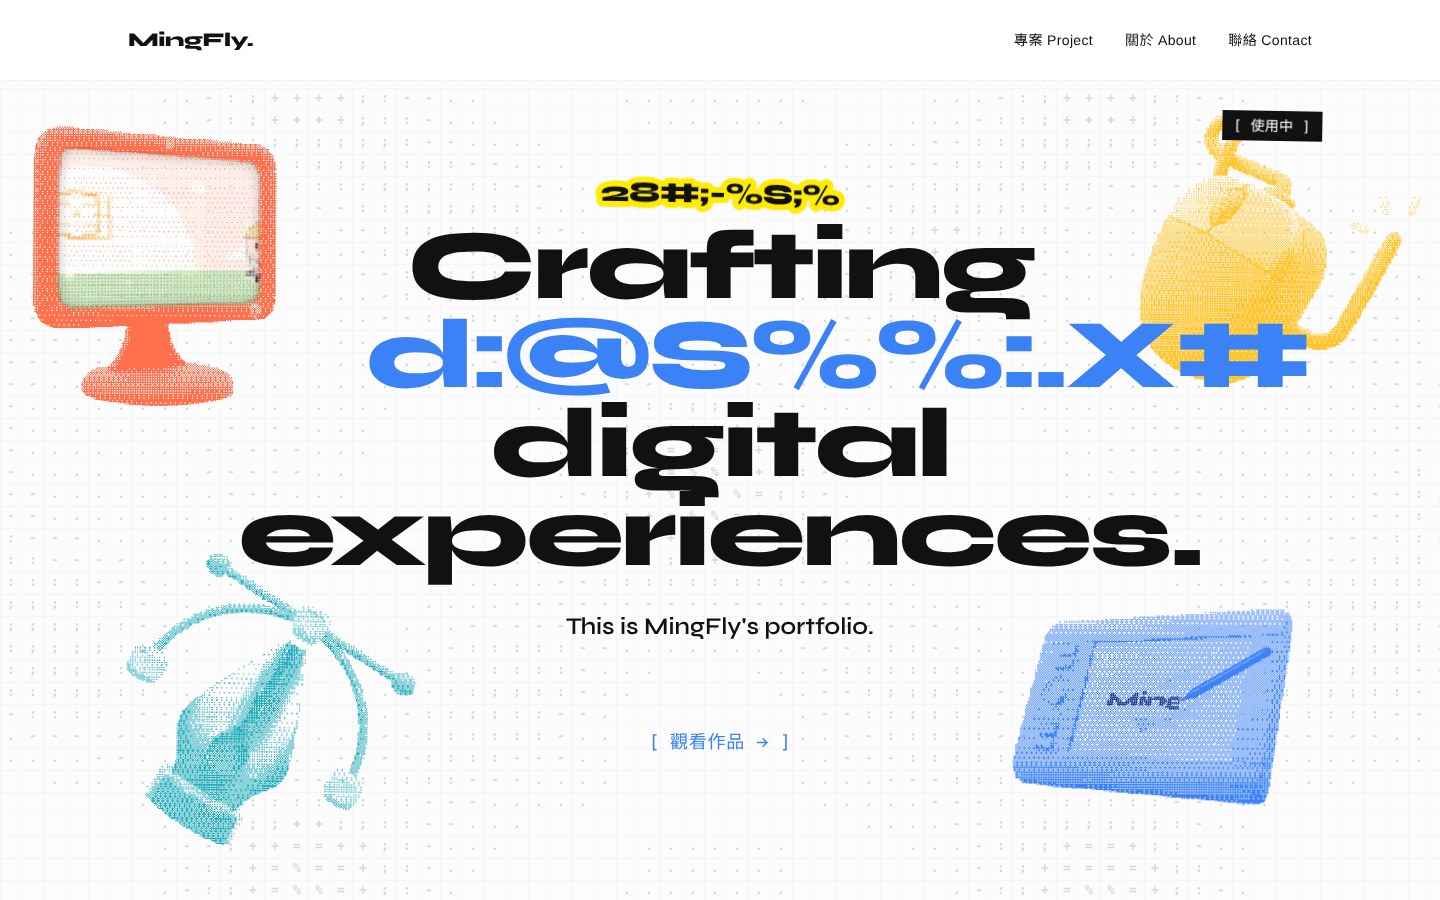 MingFly.
專案 Project
關於 About
聯絡 Contact
[ 使用中 ]
28#;-%S;%
Crafting
d:@S%%:.X#
digital
experiences.
This is MingFly's portfolio.
[ 觀看作品 → ]
Ming